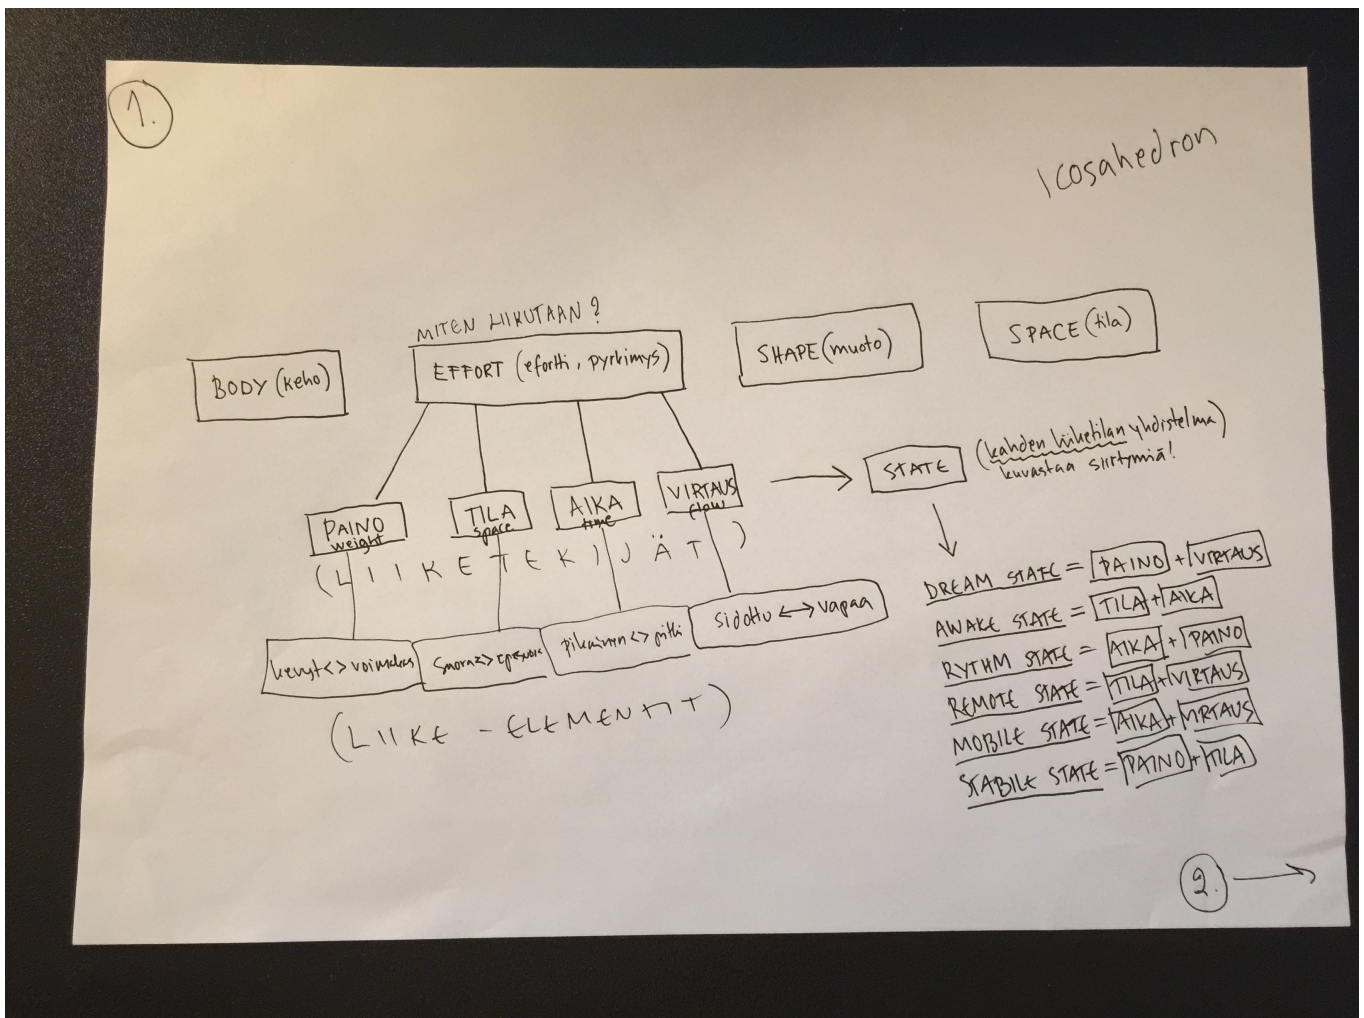 1.
Icosahedron
MITEN LIIKUTAAN?
BODY (keho)
EFFORT (efortti, pyrkimys)
SHAPE (muoto)
SPACE (tila)
PAINO
weight
TILA
space
AIKA
time
VIRTAUS
flow
(LIIKETEKIJÄT)
kevyt <> voimakas
suora <>
pikainen <> pitkä
sidottu <-> vapaa
(LIIKE - ELEMENTIT)
→ STATE
(kahden liiketilan yhdistelmä)
kuvastaa siirtymiä!
DREAM STATE = PAINO + VIRTAUS
AWAKE STATE = TILA + AIKA
RYTHM STATE = AIKA + PAINO
REMOTE STATE = TILA + VIRTAUS
MOBILE STATE = AIKA + VIRTAUS
STABILE STATE = PAINO + TILA
2. →